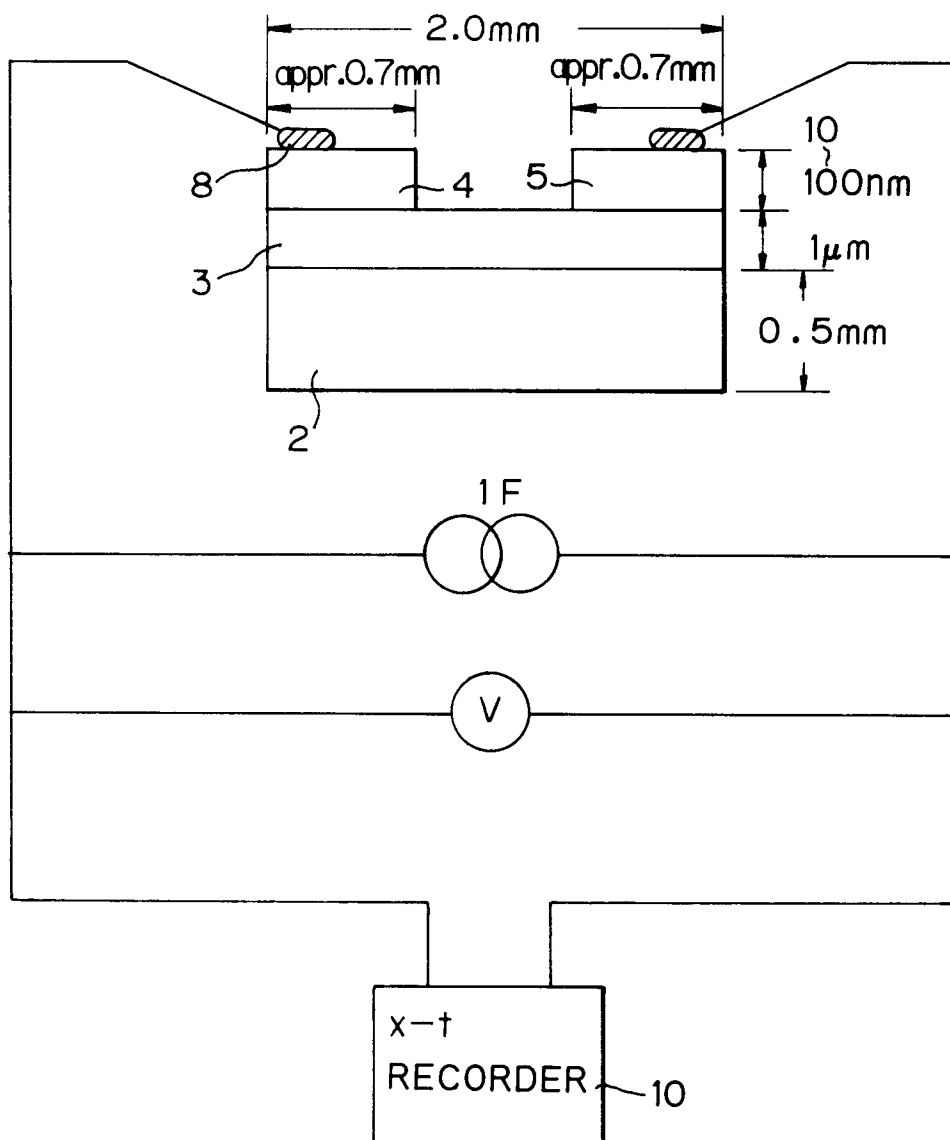 2.0mm
appr.0.7mm
appr.0.7mm
8
4
5
10
~
100nm
3
1μm
0.5mm
2
1F
V
x-t
RECORDER
10